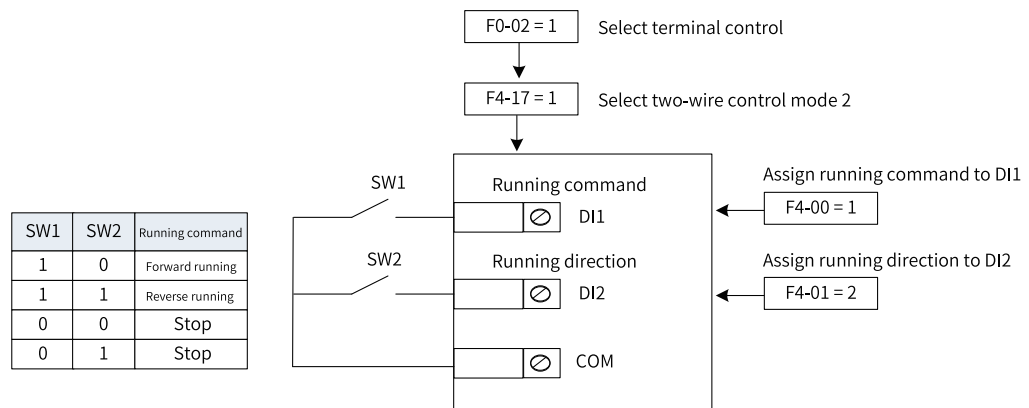 F0-02 = 1 Select terminal control
F4-17 = 1 Select two-wire control mode 2
SW1 Running command
DI1
Assign running command to DI1
F4-00 = 1
SW2 Running direction
DI2
Assign running direction to DI2
F4-01 = 2
COM
SW1 SW2 Running command
1 0 Forward running
1 1 Reverse running
0 0 Stop
0 1 Stop